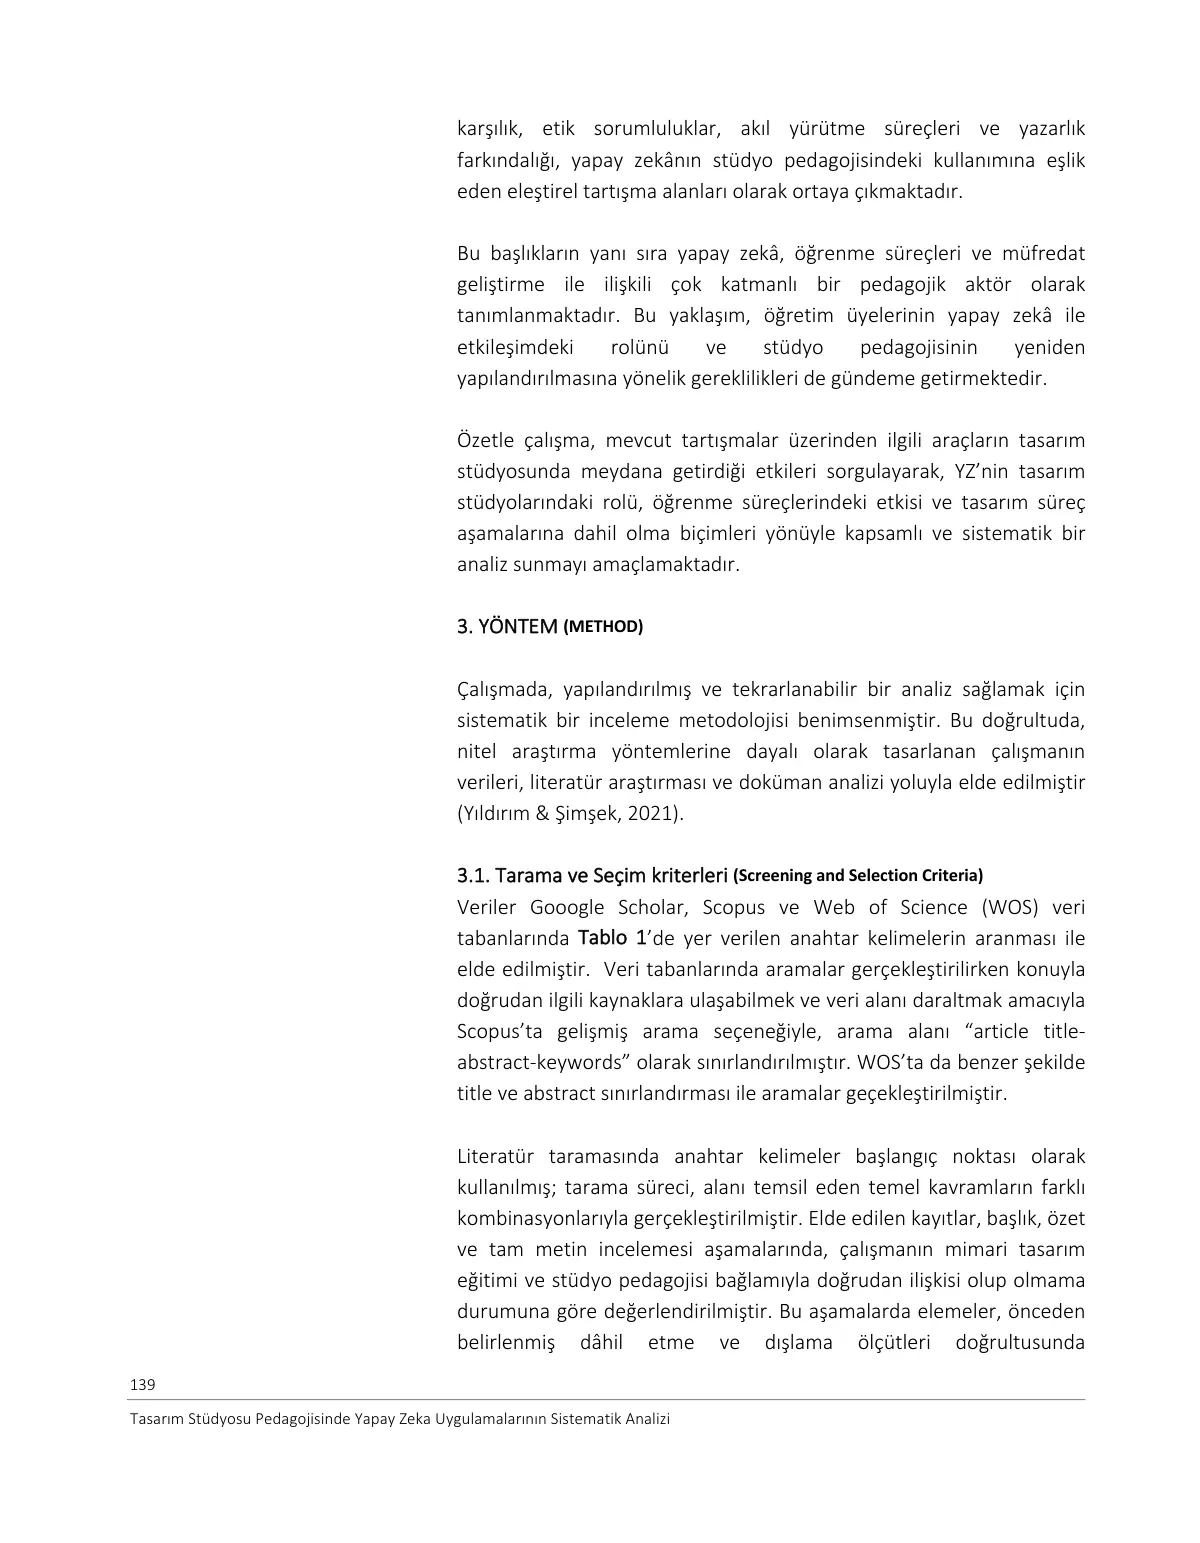 karşılık, etik sorumluluklar, akıl yürütme süreçleri ve yazarlık
farkındalığı, yapay zekânın stüdyo pedagojisindeki kullanımına eşlik
eden eleştirel tartışma alanları olarak ortaya çıkmaktadır.
Bu başlıkların yanı sıra yapay zekâ, öğrenme süreçleri ve müfredat
geliştirme ile ilişkili çok katmanlı bir pedagojik aktör olarak
tanımlanmaktadır. Bu yaklaşım, öğretim üyelerinin yapay zekâ ile
etkileşimdeki rolünü ve stüdyo pedagojisinin yeniden
yapılandırılmasına yönelik gereklilikleri de gündeme getirmektedir.
Özetle çalışma, mevcut tartışmalar üzerinden ilgili araçların tasarım
stüdyosunda meydana getirdiği etkileri sorgulayarak, YZ’nin tasarım
stüdyolarındaki rolü, öğrenme süreçlerindeki etkisi ve tasarım süreç
aşamalarına dahil olma biçimleri yönüyle kapsamlı ve sistematik bir
analiz sunmayı amaçlamaktadır.
3. YÖNTEM (METHOD)
Çalışmada, yapılandırılmış ve tekrarlanabilir bir analiz sağlamak için
sistematik bir inceleme metodolojisi benimsenmiştir. Bu doğrultuda,
nitel araştırma yöntemlerine dayalı olarak tasarlanan çalışmanın
verileri, literatür araştırması ve doküman analizi yoluyla elde edilmiştir
(Yıldırım & Şimşek, 2021).
3.1. Tarama ve Seçim kriterleri (Screening and Selection Criteria)
Veriler Gooogle Scholar, Scopus ve Web of Science (WOS) veri
tabanlarında Tablo 1’de yer verilen anahtar kelimelerin aranması ile
elde edilmiştir.  Veri tabanlarında aramalar gerçekleştirilirken konuyla
doğrudan ilgili kaynaklara ulaşabilmek ve veri alanı daraltmak amacıyla
Scopus’ta gelişmiş arama seçeneğiyle, arama alanı “article title-
abstract-keywords” olarak sınırlandırılmıştır. WOS’ta da benzer şekilde
title ve abstract sınırlandırması ile aramalar geçekleştirilmiştir.
Literatür taramasında anahtar kelimeler başlangıç noktası olarak
kullanılmış; tarama süreci, alanı temsil eden temel kavramların farklı
kombinasyonlarıyla gerçekleştirilmiştir. Elde edilen kayıtlar, başlık, özet
ve tam metin incelemesi aşamalarında, çalışmanın mimari tasarım
eğitimi ve stüdyo pedagojisi bağlamıyla doğrudan ilişkisi olup olmama
durumuna göre değerlendirilmiştir. Bu aşamalarda elemeler, önceden
belirlenmiş dâhil etme ve dışlama ölçütleri doğrultusunda
139
Tasarım Stüdyosu Pedagojisinde Yapay Zeka Uygulamalarının Sistematik Analizi